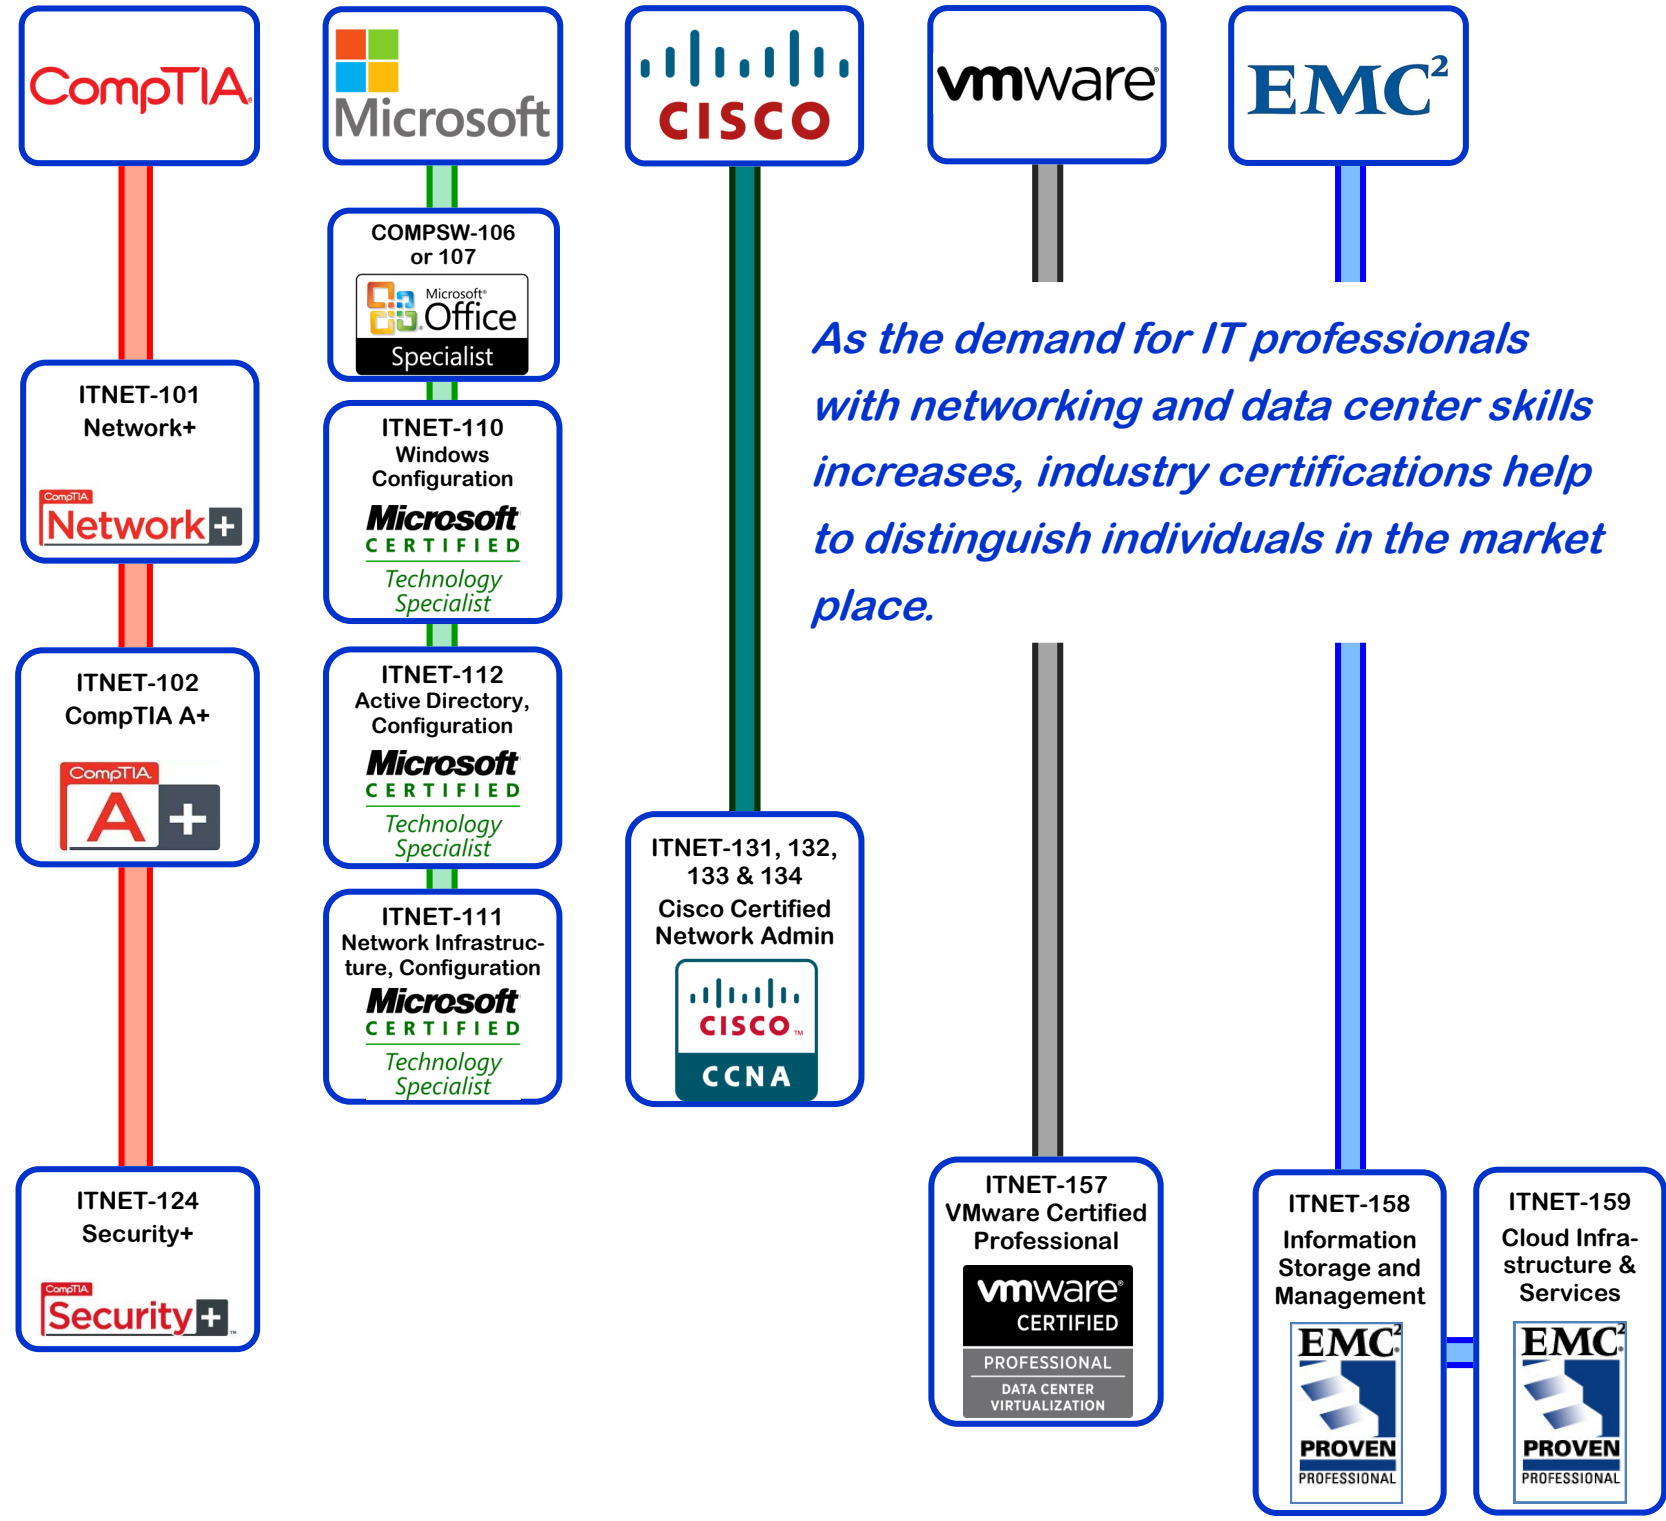 CompTIA
Microsoft
CISCO
vmware
EMC²
COMPSW-106
or 107
Microsoft
Office
Specialist
As the demand for IT professionals
with networking and data center skills
increases, industry certifications help
to distinguish individuals in the market
place.
ITNET-101
Network+
CompTIA
Network+
ITNET-110
Windows
Configuration
Microsoft
CERTIFIED
Technology
Specialist
ITNET-102
CompTIA A+
CompTIA
A+
ITNET-112
Active Directory,
Configuration
Microsoft
CERTIFIED
Technology
Specialist
ITNET-111
Network Infrastruc-
ture, Configuration
Microsoft
CERTIFIED
Technology
Specialist
ITNET-131, 132,
133 & 134
Cisco Certified
Network Admin
CISCO™
CCNA
ITNET-124
Security+
CompTIA
Security+™
ITNET-157
VMware Certified
Professional
vmware®
CERTIFIED
PROFESSIONAL
DATA CENTER
VIRTUALIZATION
ITNET-158
Information
Storage and
Management
EMC²
PROVEN
PROFESSIONAL
ITNET-159
Cloud Infra-
structure &
Services
EMC²
PROVEN
PROFESSIONAL